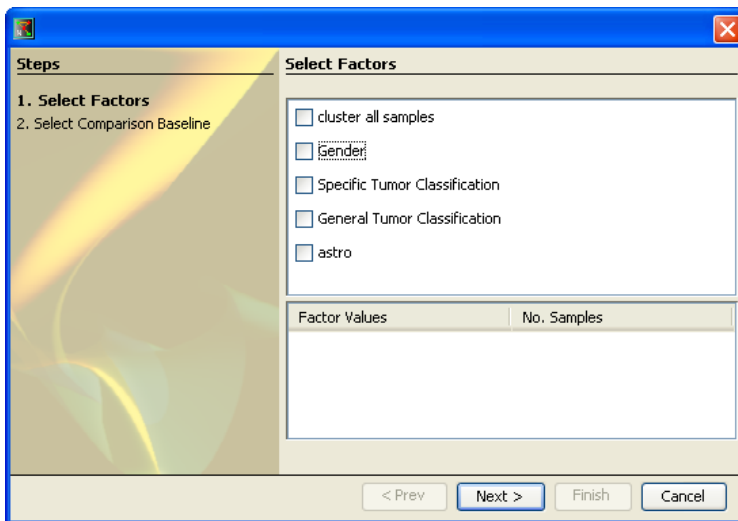 Steps
1. Select Factors
2. Select Comparison Baseline
Select Factors
cluster all samples
Gender
Specific Tumor Classification
General Tumor Classification
astro
Factor Values No. Samples
< Prev Next > Finish Cancel